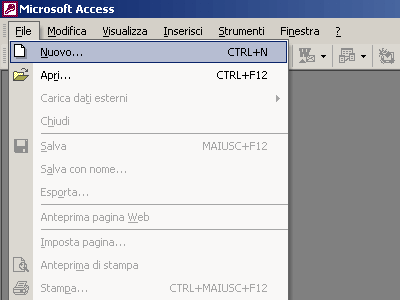 Microsoft Access
File Modifica Visualizza Inserisci Strumenti Finestra ?
Nuovo... CTRL+N
Apri... CTRL+F12
Carica dati esterni
Chiudi
Salva MAIUSC+F12
Salva con nome...
Esporta...
Anteprima pagina Web
Imposta pagina...
Anteprima di stampa
Stampa... CTRL+MAIUSC+F12